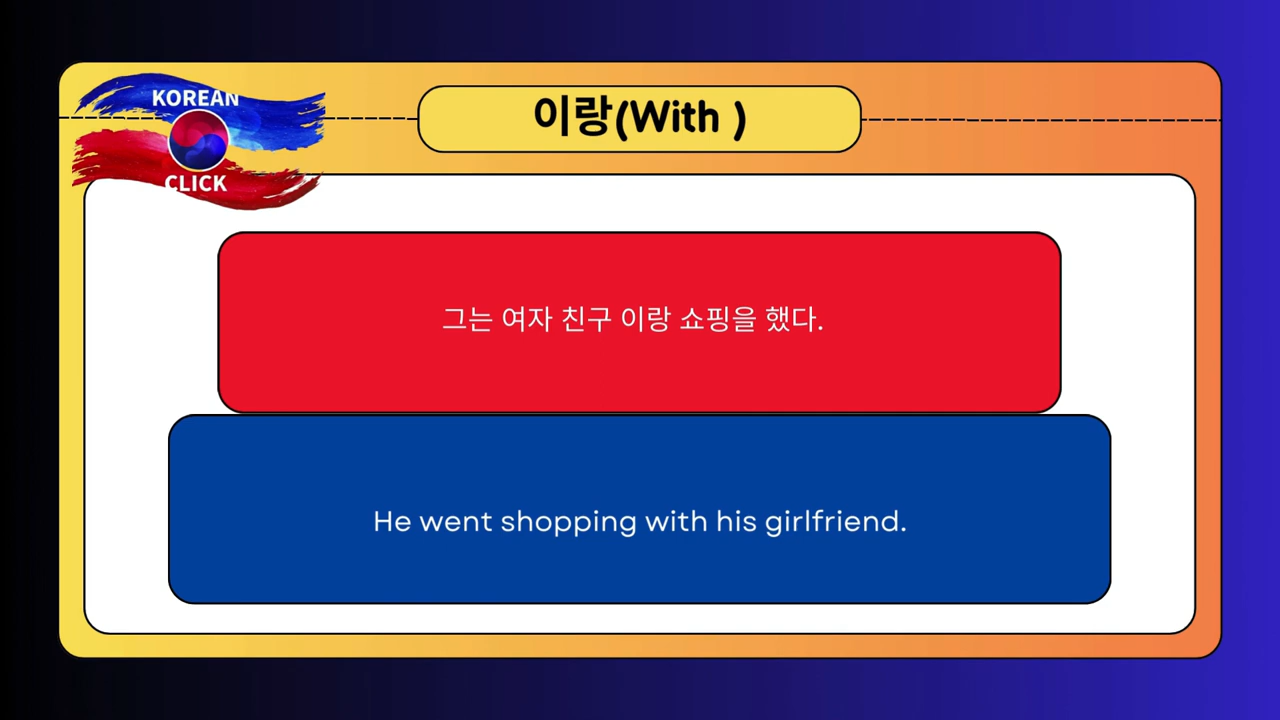 KOREAN
CLICK
이랑(With )
그는 여자 친구 이랑 쇼핑을 했다.
He went shopping with his girlfriend.